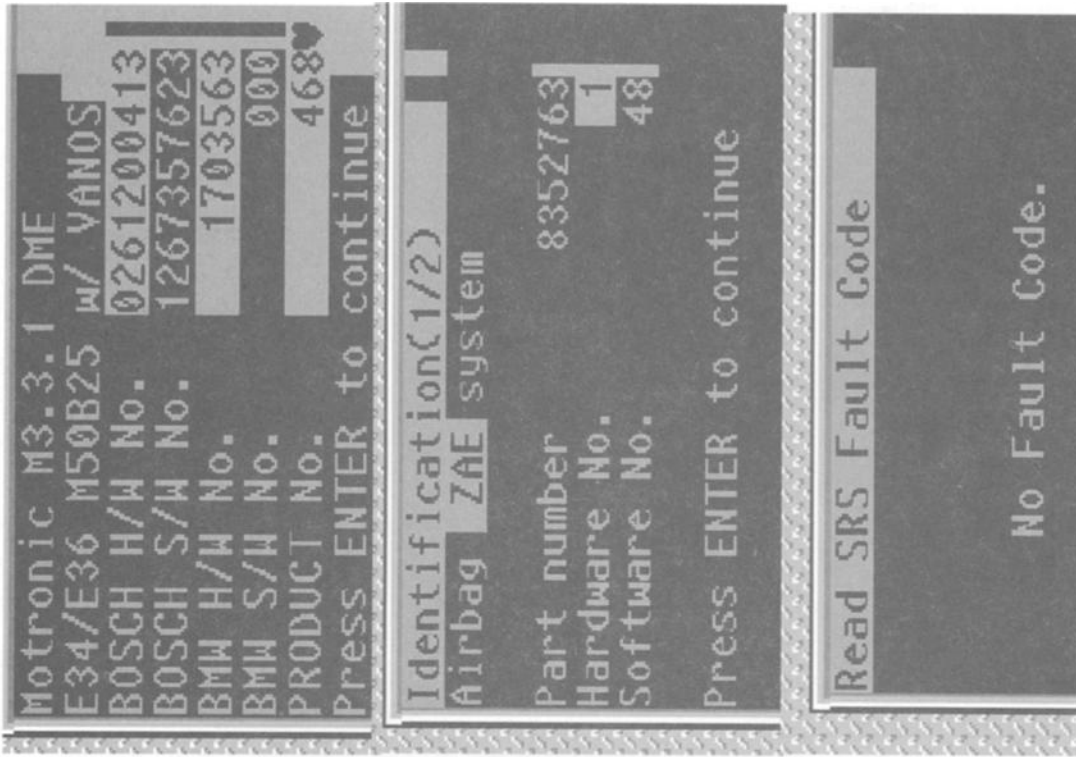 Motronic M3.3.1 DME
E34/E36 M50B25 w/ VANOS
BOSCH H/W No. 0261200413
BOSCH S/W No. 1267357623
BMW H/W No. 1703563
BMW S/W No. 000
PRODUCT No. 468♥
Press ENTER to continue
Identification(1/2)
Airbag ZAE system
Part number 8352763
Hardware No. 1
Software No. 48
Press ENTER to continue
Read SRS Fault Code
No Fault Code.